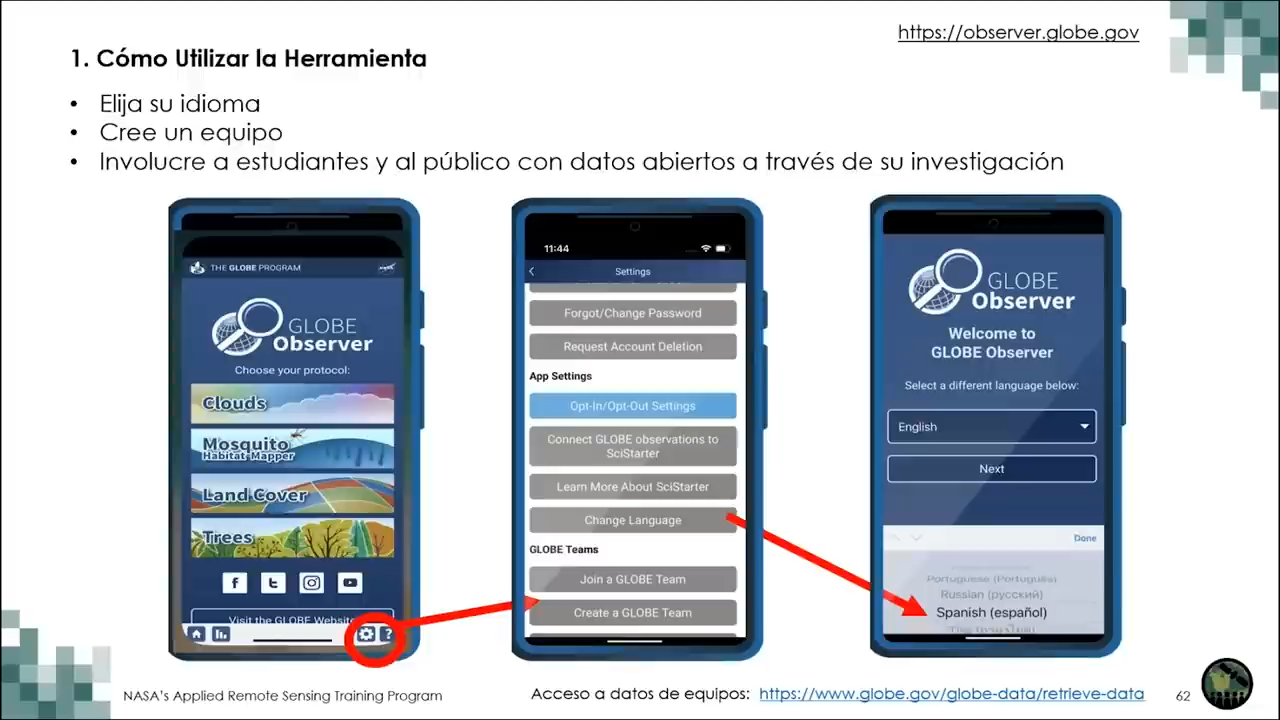 https://observer.globe.gov
1. Cómo Utilizar la Herramienta
• Elija su idioma
• Cree un equipo
• Involucre a estudiantes y al público con datos abiertos a través de su investigación
THE GLOBE PROGRAM
GLOBE
Observer
Choose your protocol:
Clouds
Mosquito
Habitat Mapper
Land Cover
Trees
Visit the GLOBE Website
11:44
Settings
Forgot/Change Password
Request Account Deletion
App Settings
Opt-In/Opt-Out Settings
Connect GLOBE observations to
SciStarter
Learn More About SciStarter
Change Language
GLOBE Teams
Join a GLOBE Team
Create a GLOBE Team
GLOBE
Observer
Welcome to
GLOBE Observer
Select a different language below:
English
Next
Done
Portuguese (Português)
Russian (русский)
Spanish (español)
NASA's Applied Remote Sensing Training Program
Acceso a datos de equipos: https://www.globe.gov/globe-data/retrieve-data
62